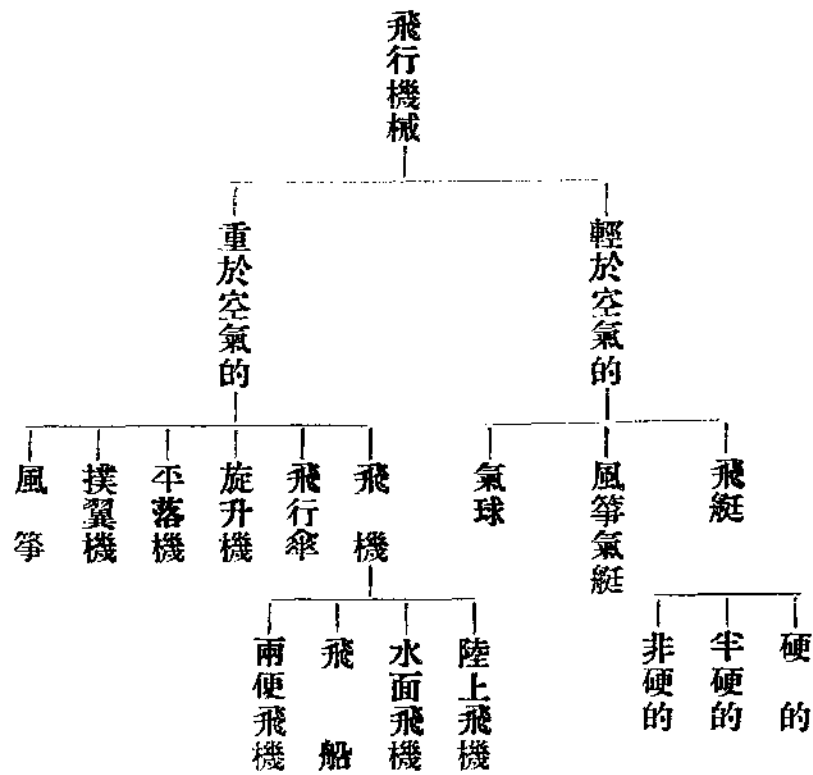 飛行機械
輕於空氣的
重於空氣的
飛艇
風箏氣艇
氣球
飛機
飛行傘
旋升機
平落機
撲翼機
風箏
硬的
半硬的
非硬的
陸上飛機
水面飛機
飛船
兩便飛機